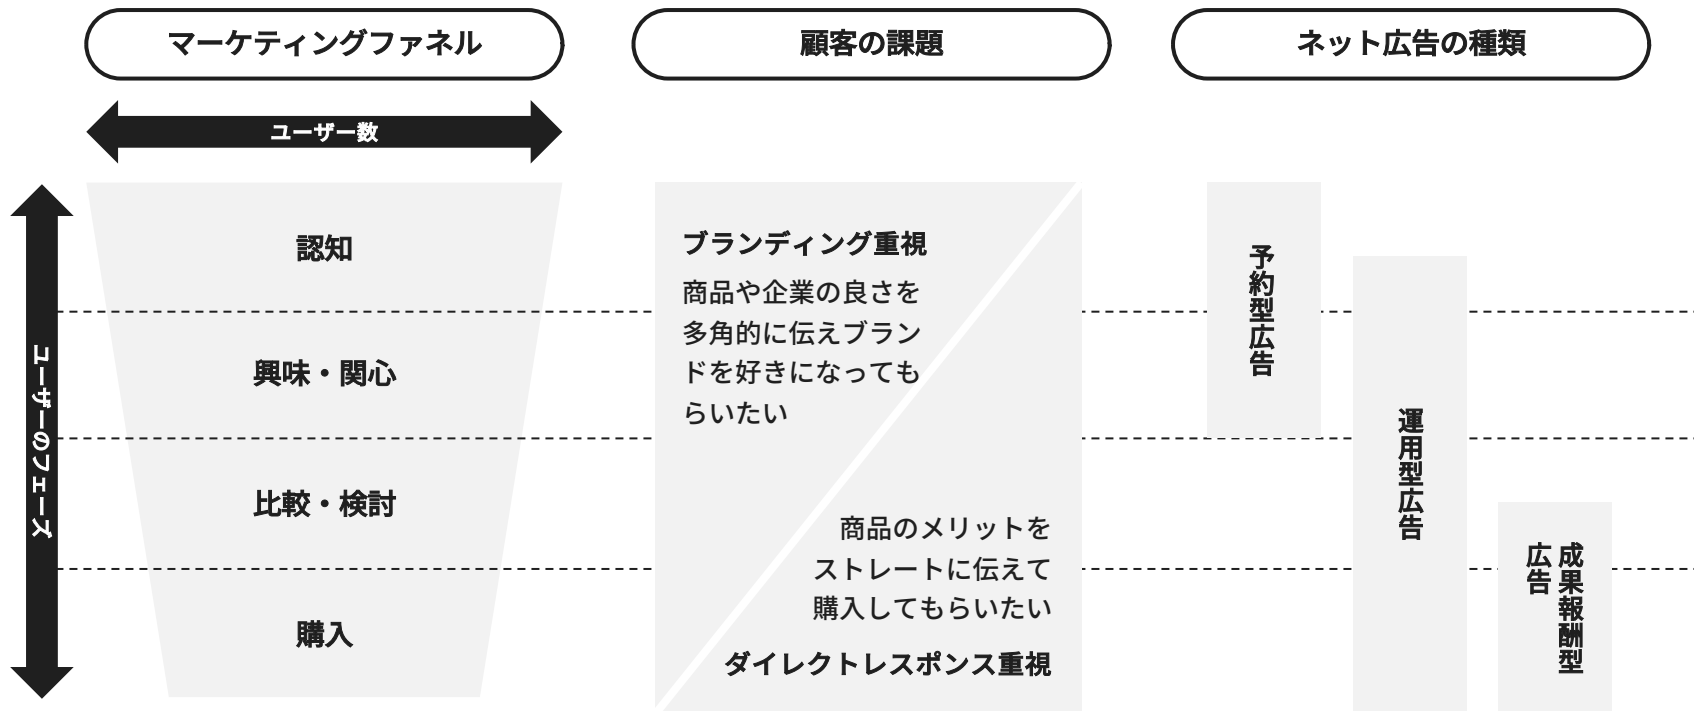 マーケティングファネル
顧客の課題
ネット広告の種類
ユーザー数
ユーザーのフェーズ
認知
興味・関心
比較・検討
購入
ブランディング重視
商品や企業の良さを
多角的に伝えブラン
ドを好きになっても
らいたい
商品のメリットを
ストレートに伝えて
購入してもらいたい
ダイレクトレスポンス重視
予約型広告
運用型広告
成果報酬型
広告